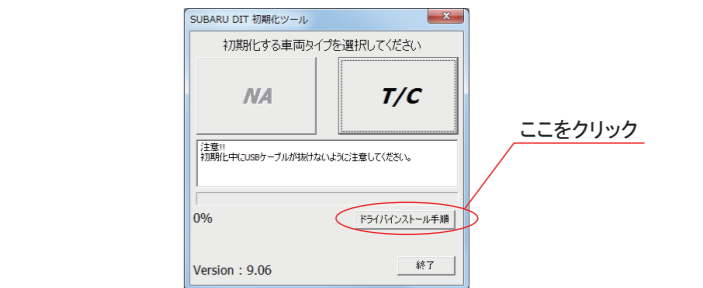 SUBARU DIT 初期化ツール
初期化する車両タイプを選択してください
NA
T/C
ここをクリック
注意!!
初期化中にUSBケーブルが抜けないように注意してください。
0%
ドライバインストール手順
Version : 9.06
終了